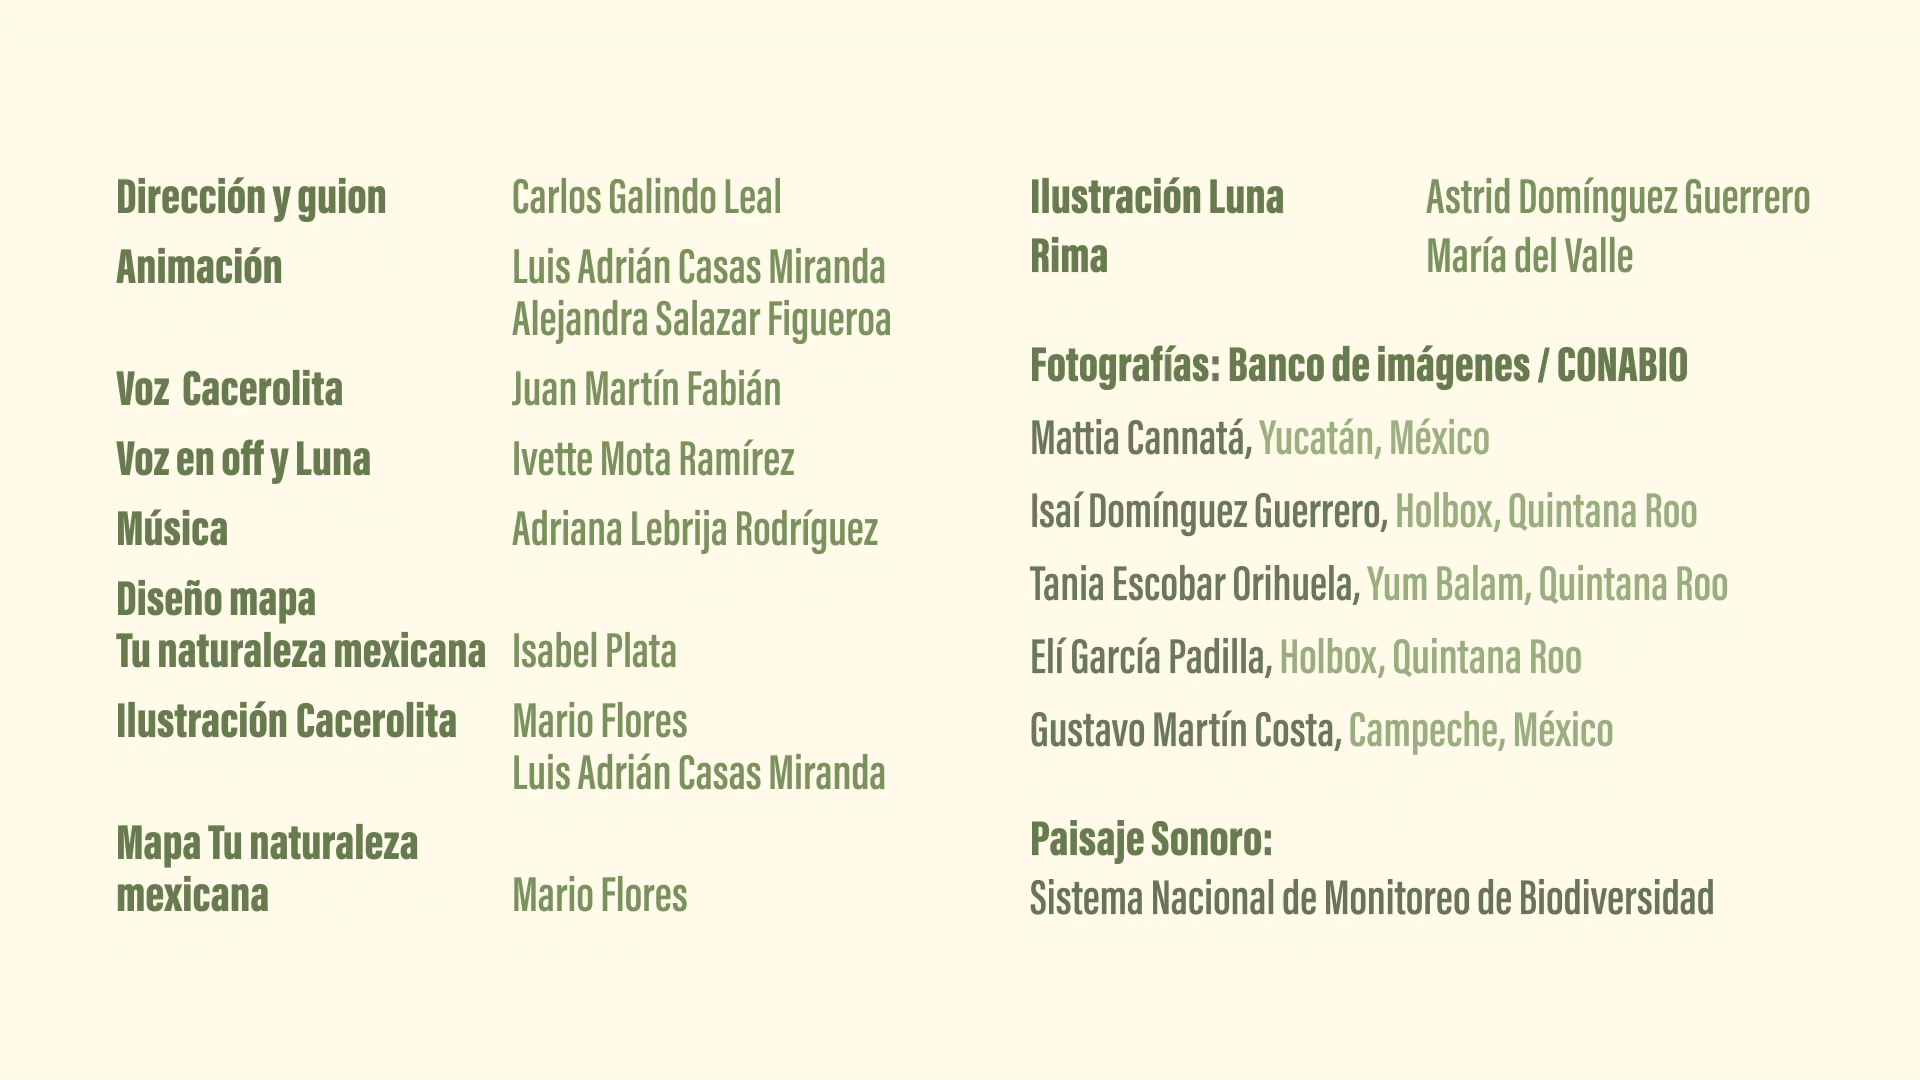 Dirección y guion Carlos Galindo Leal
Animación Luis Adrián Casas Miranda
Alejandra Salazar Figueroa
Voz  Cacerolita Juan Martín Fabián
Voz en off y Luna Ivette Mota Ramírez
Música Adriana Lebrija Rodríguez
Diseño mapa
Tu naturaleza mexicana Isabel Plata
Ilustración Cacerolita Mario Flores
Luis Adrián Casas Miranda
Mapa Tu naturaleza
mexicana Mario Flores
Ilustración Luna Astrid Domínguez Guerrero
Rima María del Valle
Fotografías: Banco de imágenes / CONABIO
Mattia Cannatá, Yucatán, México
Isaí Domínguez Guerrero, Holbox, Quintana Roo
Tania Escobar Orihuela, Yum Balam, Quintana Roo
Elí García Padilla, Holbox, Quintana Roo
Gustavo Martín Costa, Campeche, México
Paisaje Sonoro:
Sistema Nacional de Monitoreo de Biodiversidad